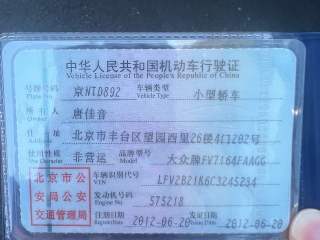 中华人民共和国机动车行驶证
Vehicle License of the People's Republic of China
号牌号码 京NTD892 车辆类型 小型轿车
Plate No. Vehicle Type
所有人 唐佳音
Owner
住址 北京市丰台区望园西里26楼4门202号
Address
使用性质 非营运 品牌型号 大众牌FV7164FAAGG
Use Character Model
北京市公安局公安交通管理局
车辆识别代号 LFV2B21K6C3245234
VIN
发动机号码 575218
Engine No.
注册日期 2012-06-20 发证日期 2012-06-20
Register Date Issue Date